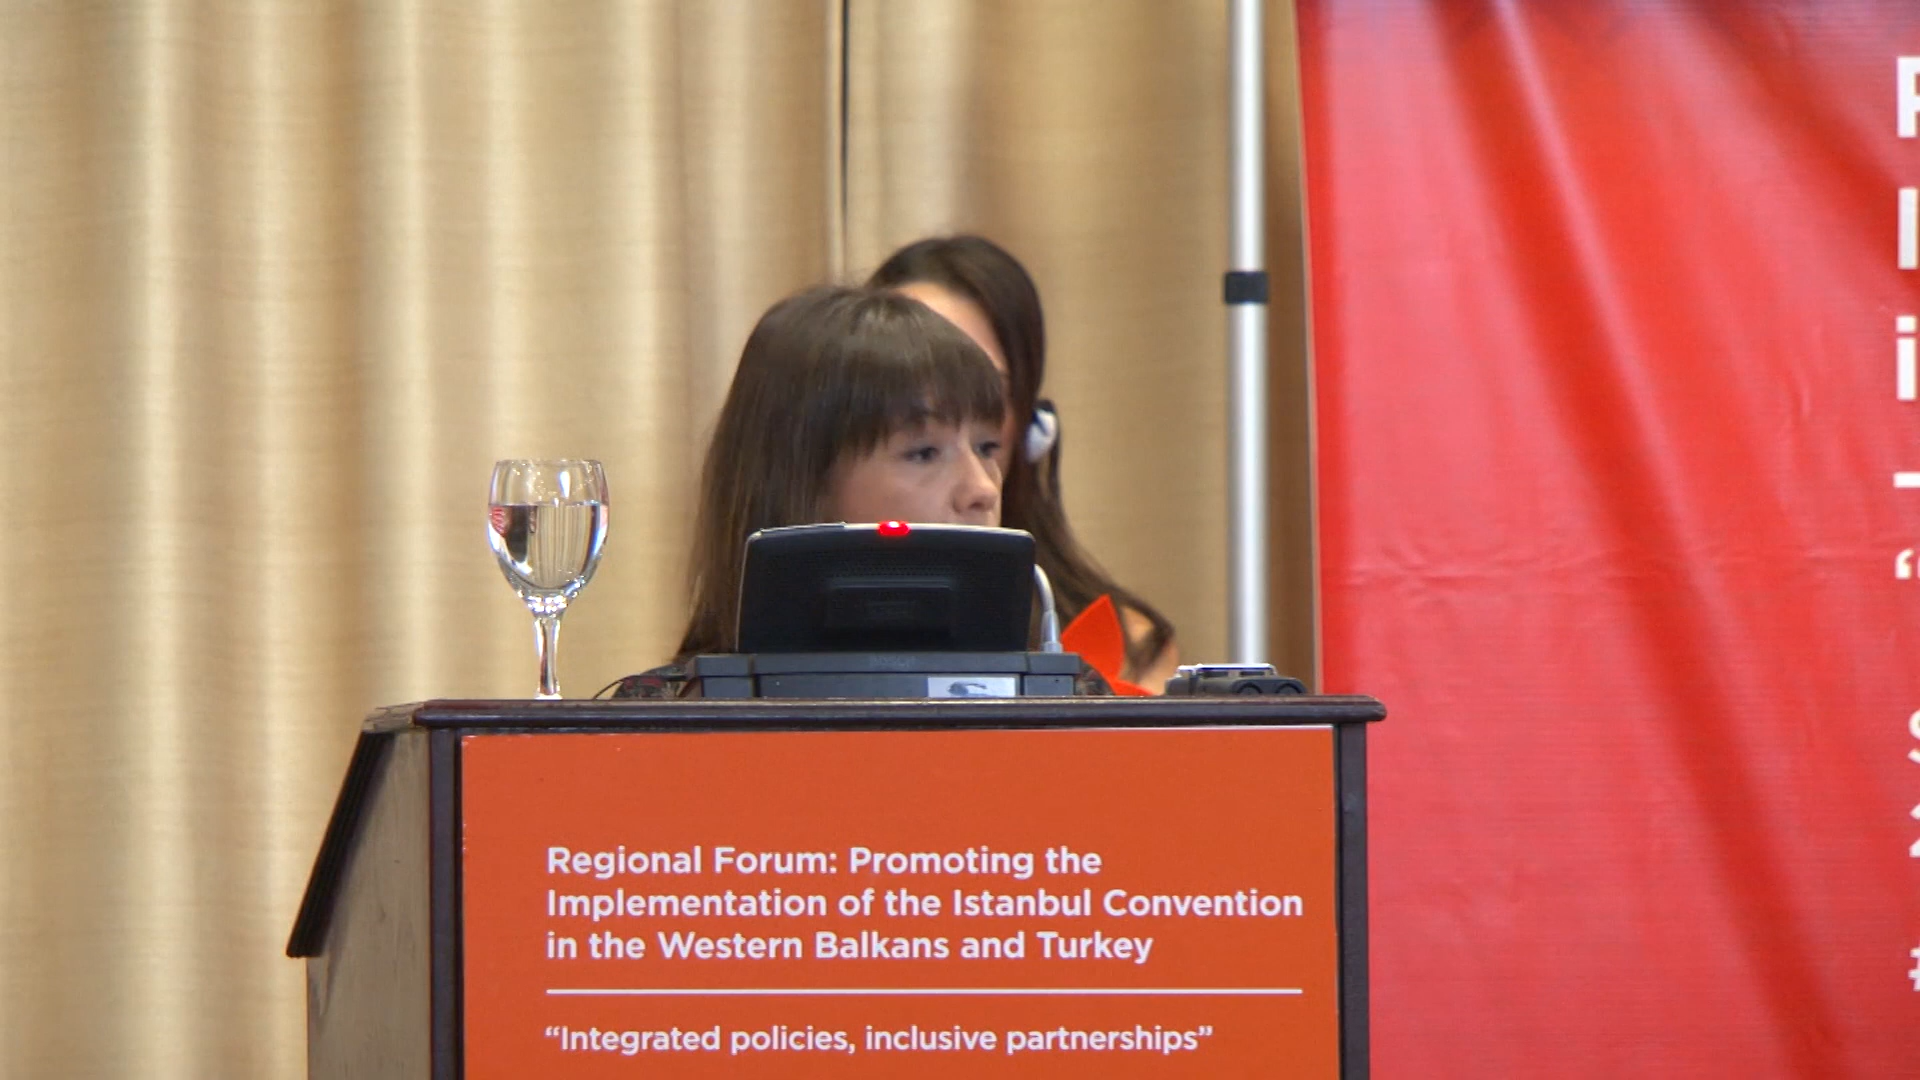 Regional Forum: Promoting the
Implementation of the Istanbul Convention
in the Western Balkans and Turkey
“Integrated policies, inclusive partnerships”